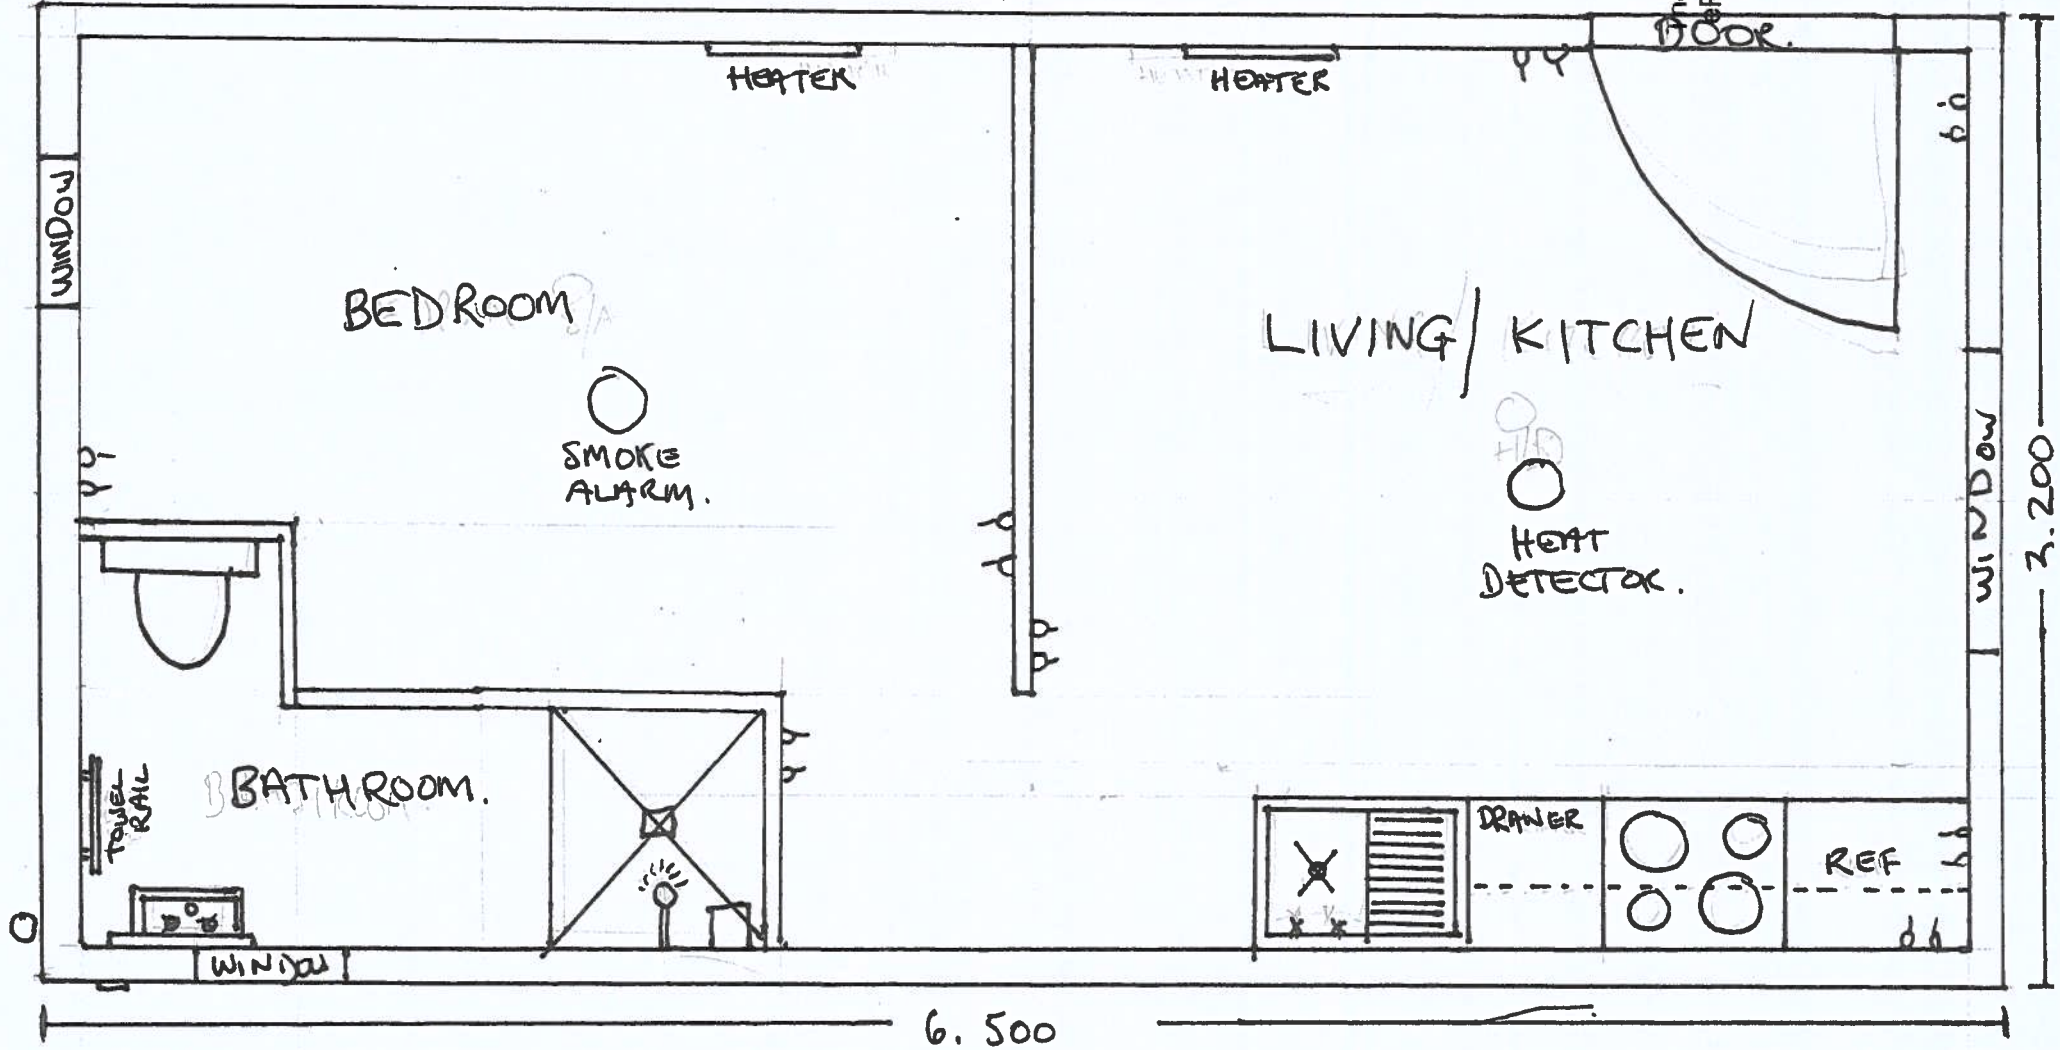 DOOR.
HEATER
HEATER
WINDOW
BEDROOM
LIVING/KITCHEN
SMOKE
ALARM.
HEAT
DETECTOR.
WINDOW
3.200
BATHROOM.
TOWEL
RAIL
DRAWER
REF
WINDOW
6.500